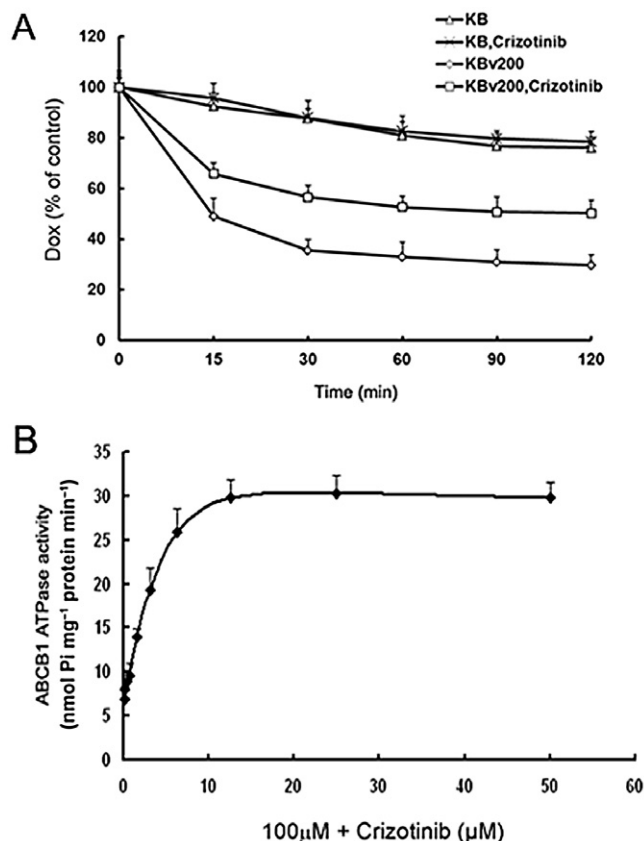 A
KB
KB,Crizotinib
KBv200
KBv200,Crizotinib
120
100
80
60
40
20
0
Dox (% of control)
0 15 30 60 90 120
Time (min)
B
35
30
25
20
15
10
5
0
ABCB1 ATPase activity
(nmol Pi mg⁻¹ protein min⁻¹)
0 10 20 30 40 50 60
100μM + Crizotinib (μM)